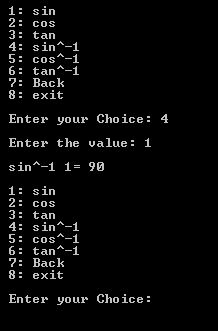 1: sin
2: cos
3: tan
4: sin^-1
5: cos^-1
6: tan^-1
7: Back
8: exit
Enter your Choice: 4
Enter the value: 1
sin^-1 1= 90
1: sin
2: cos
3: tan
4: sin^-1
5: cos^-1
6: tan^-1
7: Back
8: exit
Enter your Choice: